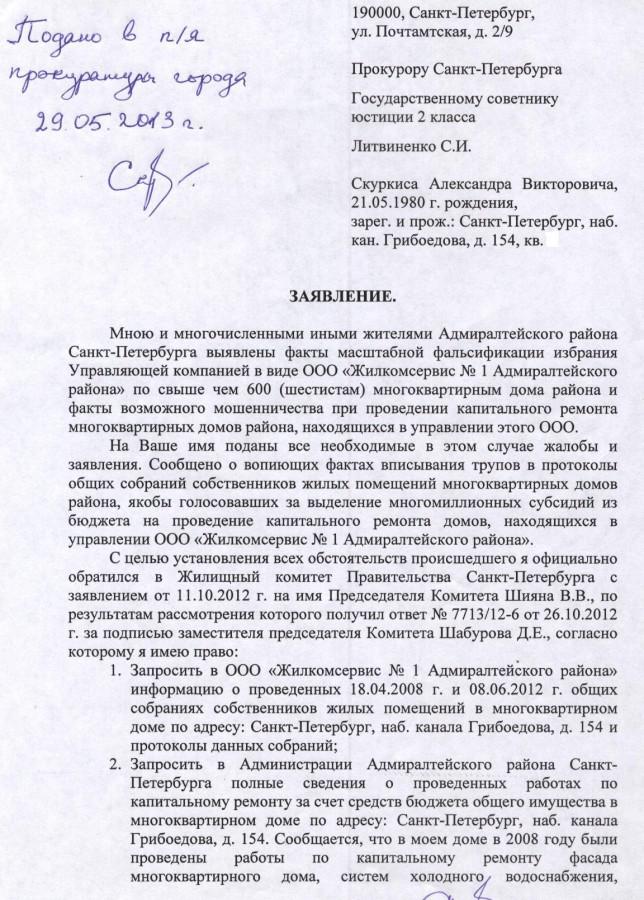 Подано в п/я
прокуратуры города
29.05.2013 г.
190000, Санкт-Петербург,
ул. Почтамтская, д. 2/9
Прокурору Санкт-Петербурга
Государственному советнику
юстиции 2 класса
Литвиненко С.И.
Скуркиса Александра Викторовича,
21.05.1980 г. рождения,
зарег. и прож.: Санкт-Петербург, наб.
кан. Грибоедова, д. 154, кв.
ЗАЯВЛЕНИЕ.
Мною и многочисленными иными жителями Адмиралтейского района
Санкт-Петербурга выявлены факты масштабной фальсификации избрания
Управляющей компанией в виде ООО «Жилкомсервис № 1 Адмиралтейского
района» по свыше чем 600 (шестистам) многоквартирным дома района и
факты возможного мошенничества при проведении капитального ремонта
многоквартирных домов района, находящихся в управлении этого ООО.
На Ваше имя поданы все необходимые в этом случае жалобы и
заявления. Сообщено о вопиющих фактах вписывания трупов в протоколы
общих собраний собственников жилых помещений многоквартирных домов
района, якобы голосовавших за выделение многомиллионных субсидий из
бюджета на проведение капитального ремонта домов, находящихся в
управлении ООО «Жилкомсервис № 1 Адмиралтейского района».
С целью установления всех обстоятельств происшедшего я официально
обратился в Жилищный комитет Правительства Санкт-Петербурга с
заявлением от 11.10.2012 г. на имя Председателя Комитета Шияна В.В., по
результатам рассмотрения которого получил ответ № 7713/12-6 от 26.10.2012
г. за подписью заместителя председателя Комитета Шабурова Д.Е., согласно
которому я имею право:
1. Запросить в ООО «Жилкомсервис № 1 Адмиралтейского района»
информацию о проведенных 18.04.2008 г. и 08.06.2012 г. общих
собраниях собственников жилых помещений в многоквартирном
доме по адресу: Санкт-Петербург, наб. канала Грибоедова, д. 154 и
протоколы данных собраний;
2. Запросить в Администрации Адмиралтейского района Санкт-
Петербурга полные сведения о проведенных работах по
капитальному ремонту за счет средств бюджета общего имущества в
многоквартирном доме по адресу: Санкт-Петербург, наб. канала
Грибоедова, д. 154. Сообщается, что в моем доме в 2008 году были
проведены работы по капитальному ремонту фасада
многоквартирного дома, систем холодного водоснабжения,